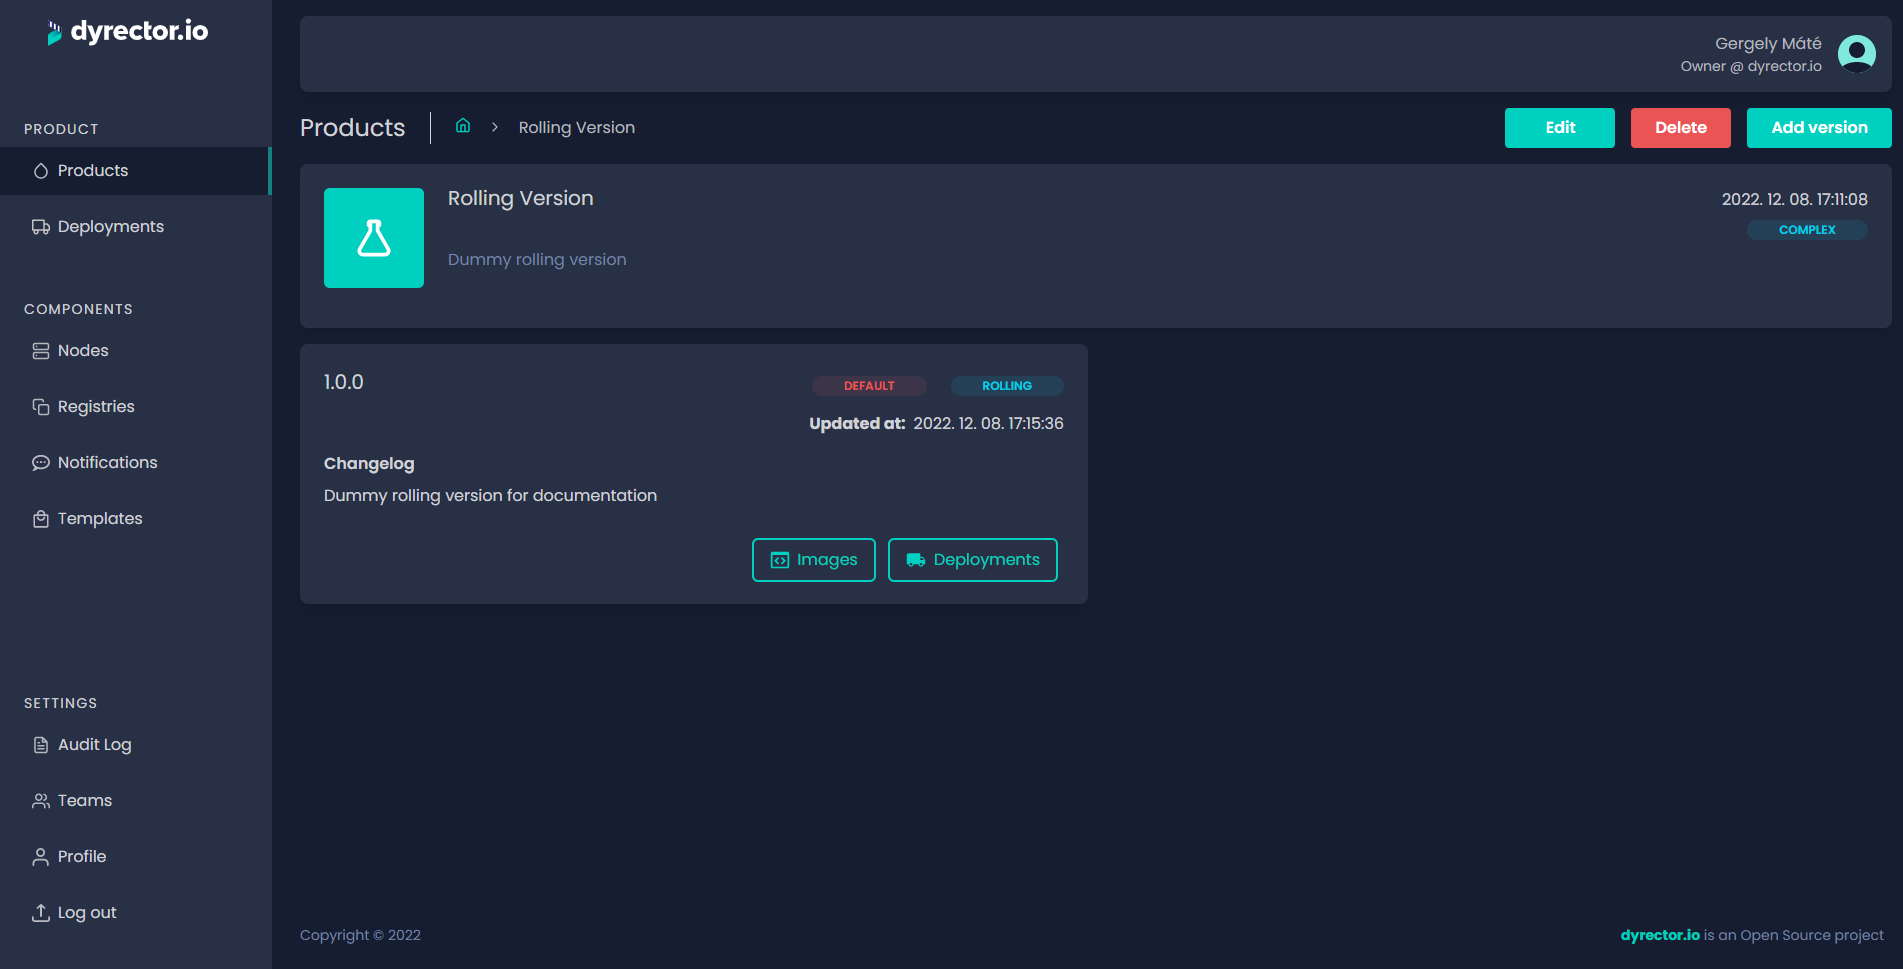 dyrector.io
PRODUCT
Products
Deployments
COMPONENTS
Nodes
Registries
Notifications
Templates
SETTINGS
Audit Log
Teams
Profile
Log out
Gergely Máté
Owner @ dyrector.io
Products
Rolling Version
Edit
Delete
Add version
Rolling Version
2022. 12. 08. 17:11:08
COMPLEX
Dummy rolling version
1.0.0
DEFAULT
ROLLING
Updated at: 2022. 12. 08. 17:15:36
Changelog
Dummy rolling version for documentation
Images
Deployments
Copyright © 2022
dyrector.io is an Open Source project